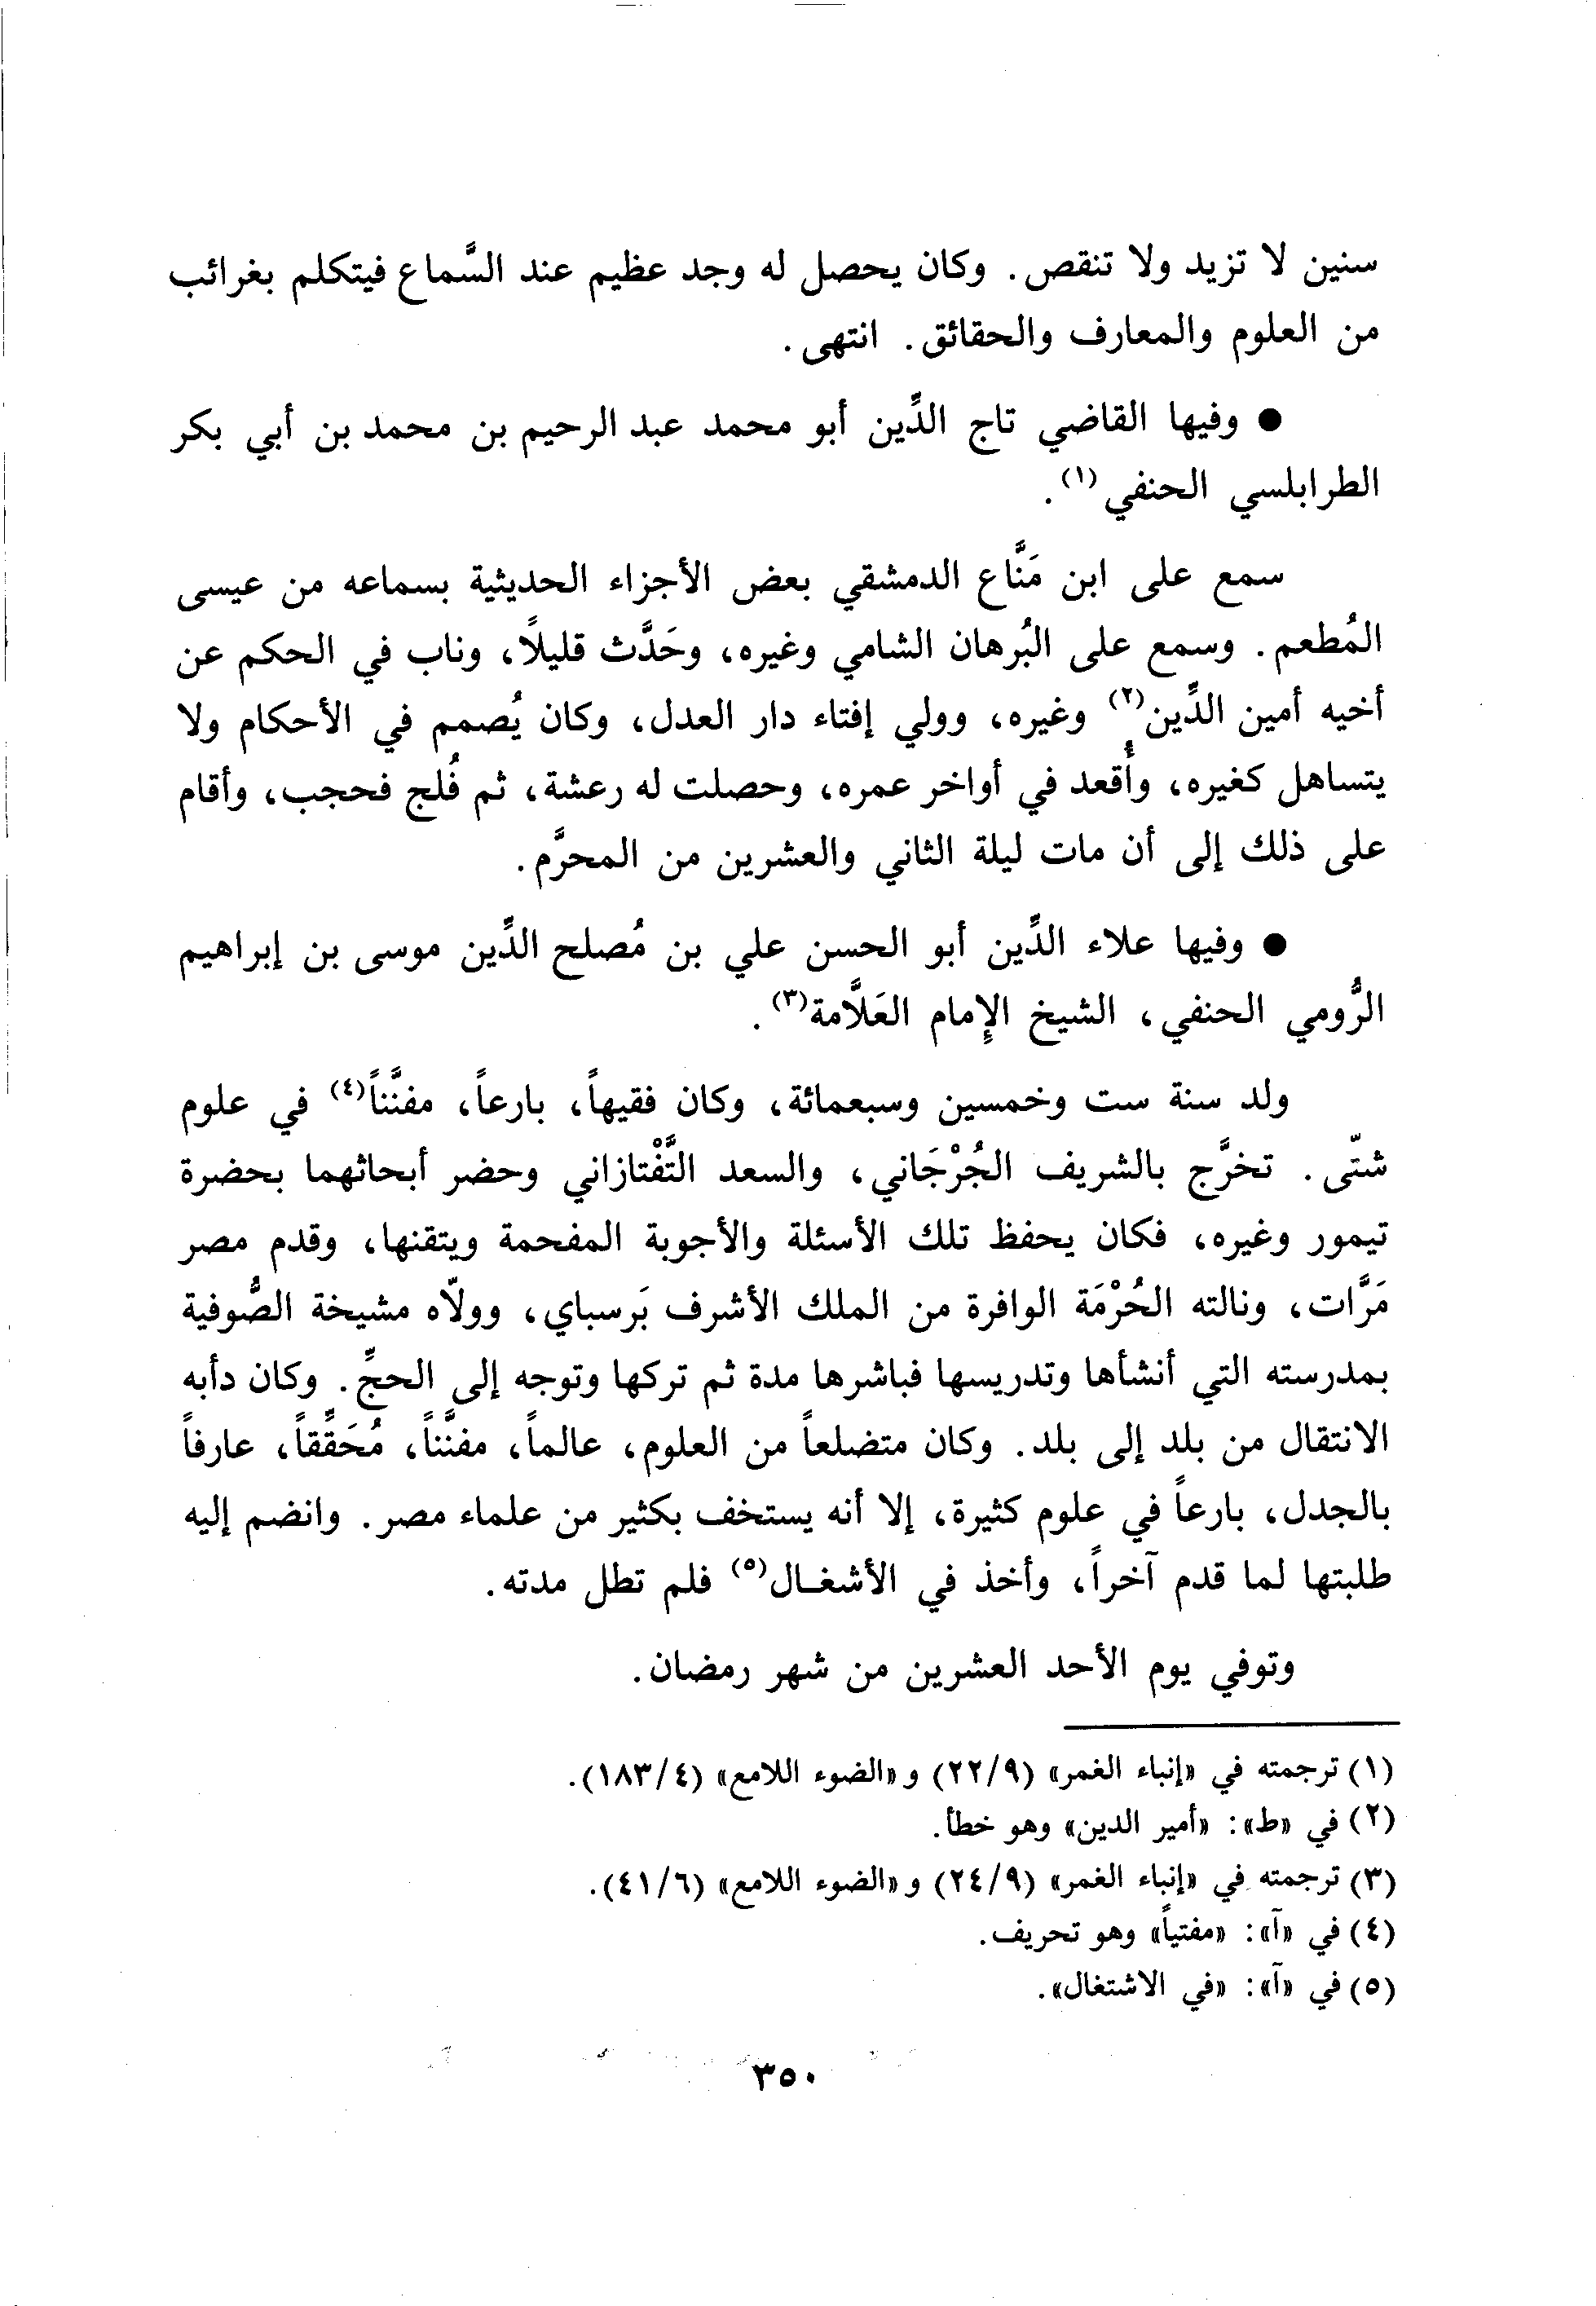 سنين لا تزيد ولا تنقص. وكان يحصل له وجد عظيم عند السَّماع فيتكلم بغرائب
من العلوم والمعارف والحقائق. انتهى.
● وفيها القاضي تاج الدِّين أبو محمد عبد الرحيم بن محمد بن أبي بكر
الطرابلسي الحنفي(١).
سمع على ابن مَنَّاع الدمشقي بعض الأجزاء الحديثية بسماعه من عيسى
المُطعم. وسمع على البُرهان الشامي وغيره، وحَدَّث قليلاً، وناب في الحكم عن
أخيه أمين الدِّين(٢) وغيره، وولي إفتاء دار العدل، وكان يُصمم في الأحكام ولا
يتساهل كغيره، وأُقعد في أواخر عمره، وحصلت له رعشة، ثم فُلج فحجب، وأقام
على ذلك إلى أن مات ليلة الثاني والعشرين من المحرَّم.
● وفيها علاء الدِّين أبو الحسن علي بن مُصلح الدِّين موسى بن إبراهيم
الرُّومي الحنفي، الشيخ الإمام العَلاَّمة(٣).
ولد سنة ست وخمسين وسبعمائة، وكان فقيهاً، بارعاً، مفنَّناً(٤) في علوم
شتّى. تخرَّج بالشريف الجُرْجَاني، والسعد التَّفْتازاني وحضر أبحاثهما بحضرة
تيمور وغيره، فكان يحفظ تلك الأسئلة والأجوبة المفحمة ويتقنها، وقدم مصر
مَرَّات، ونالته الحُرْمَة الوافرة من الملك الأشرف بَرسباي، وولاّه مشيخة الصُّوفية
بمدرسته التي أنشأها وتدريسها فباشرها مدة ثم تركها وتوجه إلى الحجِّ. وكان دأبه
الانتقال من بلد إلى بلد. وكان متضلعاً من العلوم، عالماً، مفنَّناً، مُحَقِّقاً، عارفاً
بالجدل، بارعاً في علوم كثيرة، إلا أنه يستخف بكثير من علماء مصر. وانضم إليه
طلبتها لما قدم آخراً، وأخذ في الأشغـال(٥) فلم تطل مدته.
وتوفي يوم الأحد العشرين من شهر رمضان.
(١) ترجمته في «إنباء الغمر» (٢٢/٩) و «الضوء اللامع» (١٨٣/٤).
(٢) في «ط»: «أمير الدين» وهو خطأ.
(٣) ترجمته في «إنباء الغمر» (٢٤/٩) و «الضوء اللامع» (٤١/٦).
(٤) في «آ»: «مفتياً» وهو تحريف.
(٥) في «آ»: «في الاشتغال».
٣٥٠